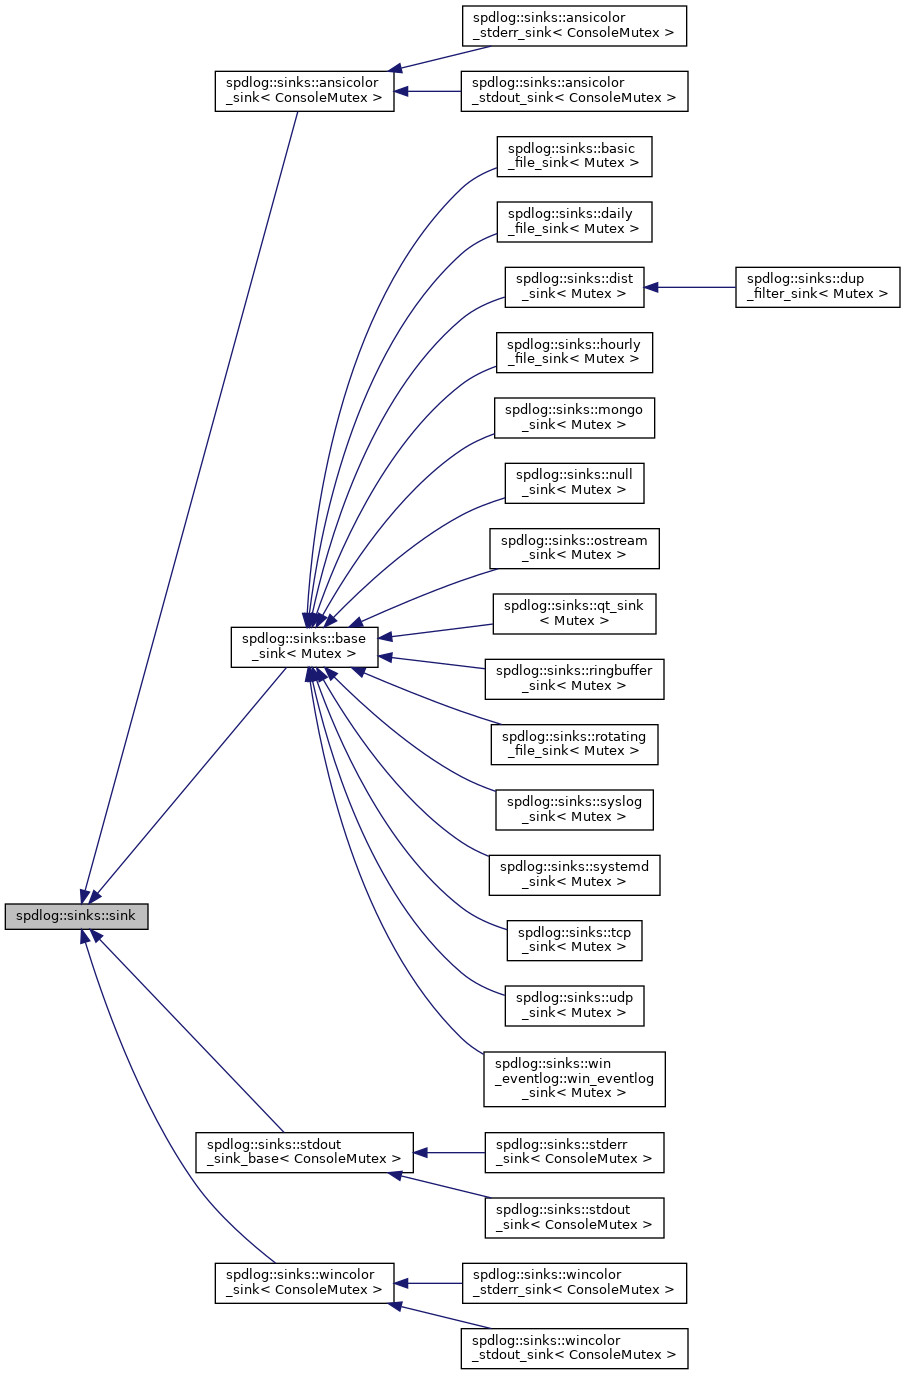 spdlog::sinks::ansicolor
_stderr_sink< ConsoleMutex >
spdlog::sinks::ansicolor
_sink< ConsoleMutex >
spdlog::sinks::ansicolor
_stdout_sink< ConsoleMutex >
spdlog::sinks::basic
_file_sink< Mutex >
spdlog::sinks::daily
_file_sink< Mutex >
spdlog::sinks::dist
_sink< Mutex >
spdlog::sinks::dup
_filter_sink< Mutex >
spdlog::sinks::hourly
_file_sink< Mutex >
spdlog::sinks::mongo
_sink< Mutex >
spdlog::sinks::null
_sink< Mutex >
spdlog::sinks::ostream
_sink< Mutex >
spdlog::sinks::qt_sink
< Mutex >
spdlog::sinks::base
_sink< Mutex >
spdlog::sinks::ringbuffer
_sink< Mutex >
spdlog::sinks::rotating
_file_sink< Mutex >
spdlog::sinks::syslog
_sink< Mutex >
spdlog::sinks::systemd
_sink< Mutex >
spdlog::sinks::sink
spdlog::sinks::tcp
_sink< Mutex >
spdlog::sinks::udp
_sink< Mutex >
spdlog::sinks::win
_eventlog::win_eventlog
_sink< Mutex >
spdlog::sinks::stdout
_sink_base< ConsoleMutex >
spdlog::sinks::stderr
_sink< ConsoleMutex >
spdlog::sinks::stdout
_sink< ConsoleMutex >
spdlog::sinks::wincolor
_sink< ConsoleMutex >
spdlog::sinks::wincolor
_stderr_sink< ConsoleMutex >
spdlog::sinks::wincolor
_stdout_sink< ConsoleMutex >